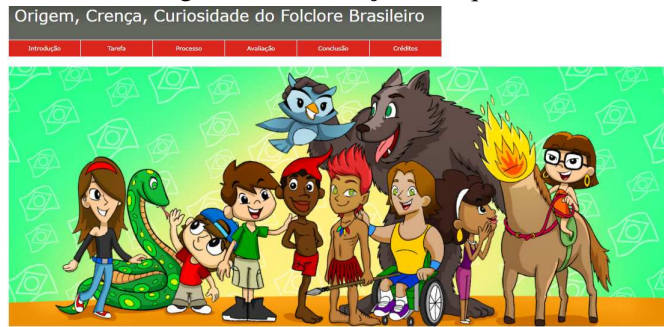 Origem, Crença, Curiosidade do Folclore Brasileiro
Introdução Tarefa Processo Avaliação Conclusão Créditos